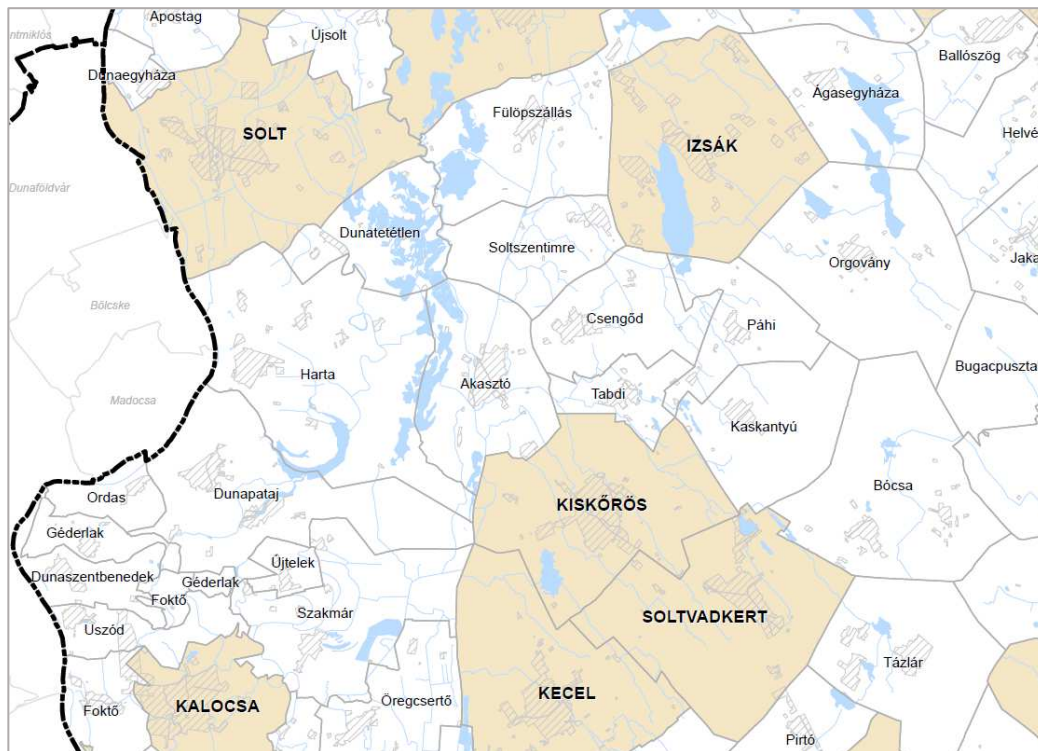 Apostag
Újsolt
ntmiklós
Dunaegyháza
Ballószög
Ágasegyháza
Fülöpszállás
SOLT
IZSÁK
Helvé
Dunaföldvár
Dunatetétlen
Soltszentimre
Orgovány
Jaka
Bölcske
Csengőd
Páhi
Harta
Akasztó
Tabdi
Bugacpuszta
Madocsa
Kaskantyú
Ordas
Dunapataj
Bócsa
KISKŐRÖS
Géderlak
Újtelek
Dunaszentbenedek
Géderlak
Foktő
Szakmár
SOLTVADKERT
Uszód
Tázlár
KECEL
Öregcsertő
KALOCSA
Foktő
Pirtó